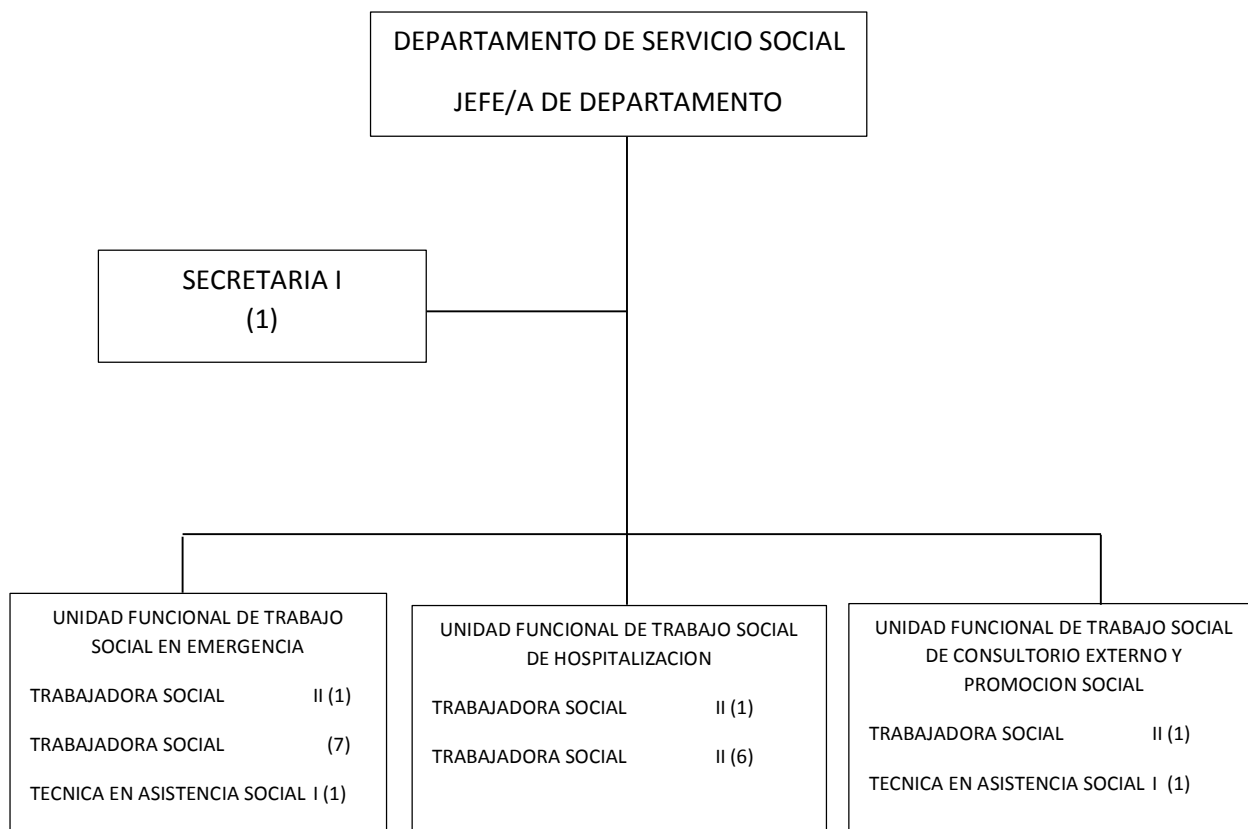 DEPARTAMENTO DE SERVICIO SOCIAL
JEFE/A DE DEPARTAMENTO
SECRETARIA I
(1)
UNIDAD FUNCIONAL DE TRABAJO
SOCIAL EN EMERGENCIA
TRABAJADORA SOCIAL II (1)
TRABAJADORA SOCIAL (7)
TECNICA EN ASISTENCIA SOCIAL I (1)
UNIDAD FUNCIONAL DE TRABAJO SOCIAL
DE HOSPITALIZACION
TRABAJADORA SOCIAL II (1)
TRABAJADORA SOCIAL II (6)
UNIDAD FUNCIONAL DE TRABAJO SOCIAL
DE CONSULTORIO EXTERNO Y
PROMOCION SOCIAL
TRABAJADORA SOCIAL II (1)
TECNICA EN ASISTENCIA SOCIAL I (1)